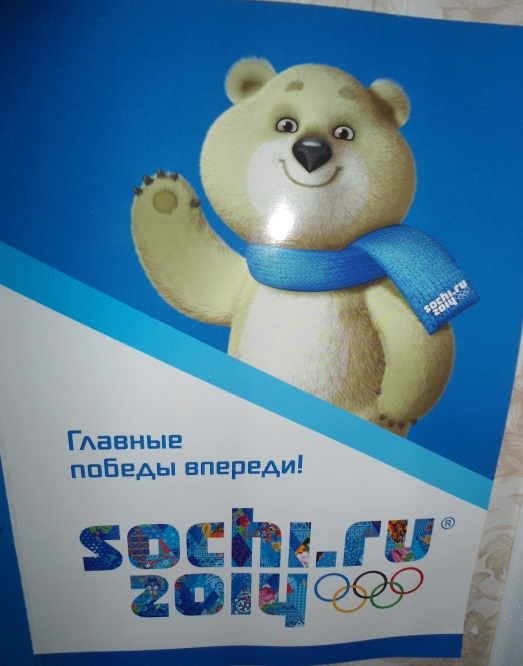 sochi.ru
2014
Главные
победы впереди!
sochi.ru ®
2014